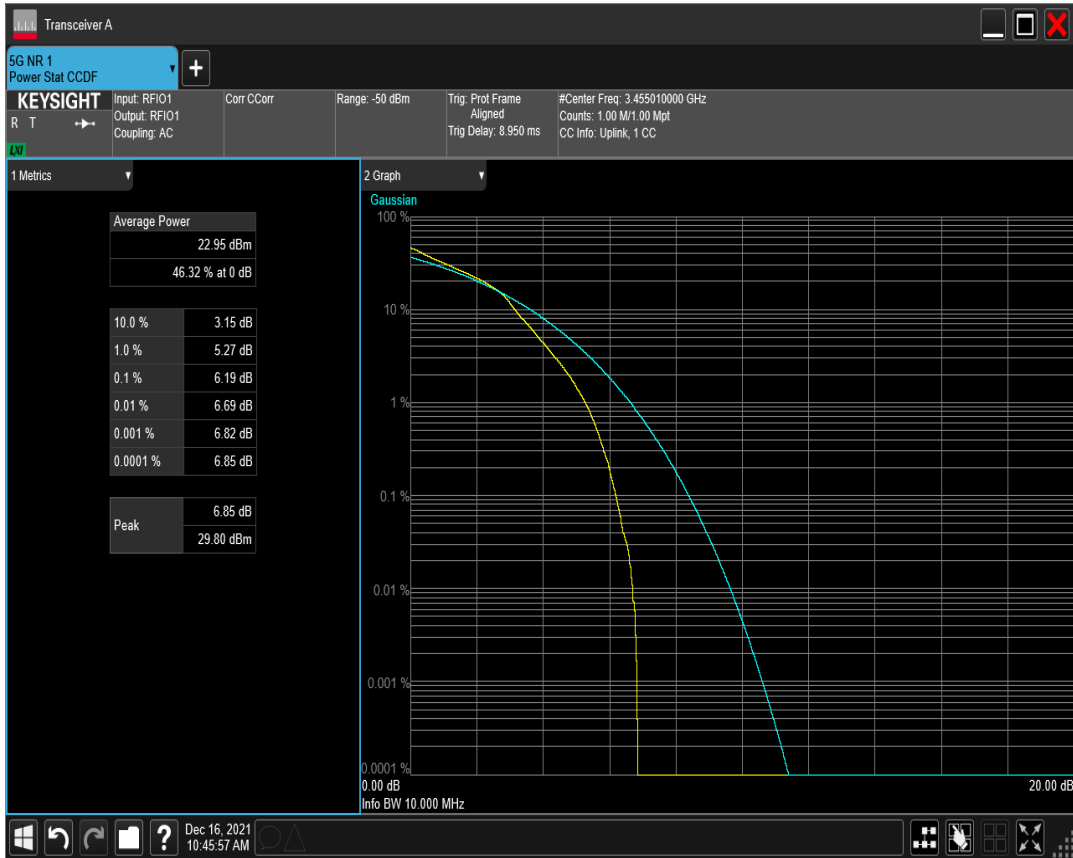 Transceiver A
5G NR 1
Power Stat CCDF
KEYSIGHT
R T
LXI
Input: RFIO1
Output: RFIO1
Coupling: AC
Corr CCorr
Range: -50 dBm
Trig: Prot Frame
Aligned
Trig Delay: 8.950 ms
#Center Freq: 3.455010000 GHz
Counts: 1.00 M/1.00 Mpt
CC Info: Uplink, 1 CC
1 Metrics
Average Power
22.95 dBm
46.32 % at 0 dB
10.0 % 3.15 dB
1.0 % 5.27 dB
0.1 % 6.19 dB
0.01 % 6.69 dB
0.001 % 6.82 dB
0.0001 % 6.85 dB
Peak 6.85 dB
29.80 dBm
2 Graph
Gaussian
100 %
10 %
1 %
0.1 %
0.01 %
0.001 %
0.0001 %
0.00 dB 20.00 dB
Info BW 10.000 MHz
?
Dec 16, 2021
10:45:57 AM